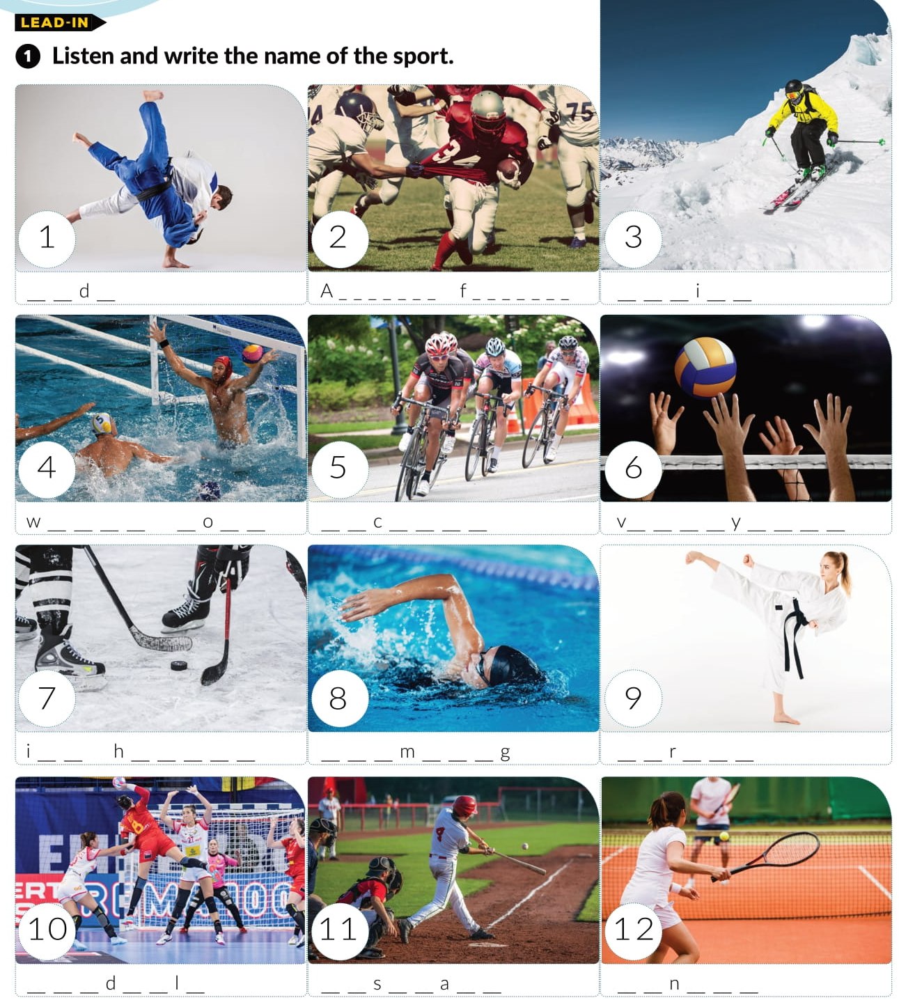 LEAD-IN
1 Listen and write the name of the sport.
1
2
3
__ __ d __
A _ _ _ _ _ _ _ f _ _ _ _ _ _ _
__ __ __ i __ __
4
5
6
w __ __ __ __ __ o __ __
__ __ c __ __ __ __
v __ __ __ __ y __ __ __ __
7
8
9
i __ __ h __ __ __ __ __
__ __ __ m __ __ __ g
__ __ r __ __ __
10
11
12
__ __ __ d __ __ l __
__ __ s __ __ a __ __
__ __ n __ __ __
75